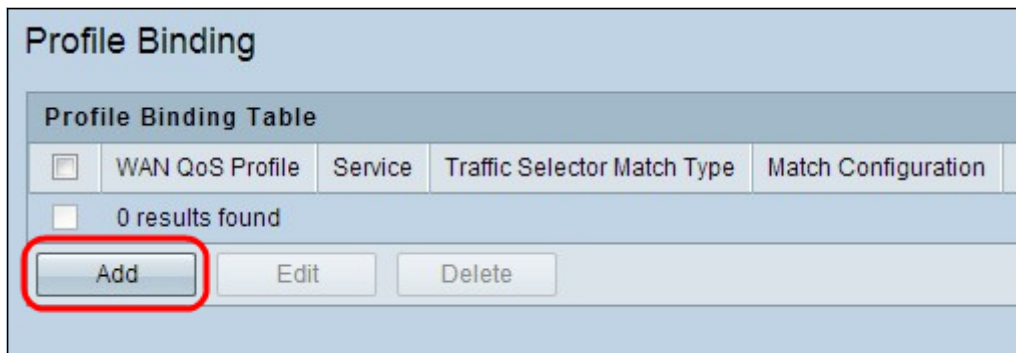 Profile Binding
Profile Binding Table
WAN QoS Profile Service Traffic Selector Match Type Match Configuration
0 results found
Add Edit Delete